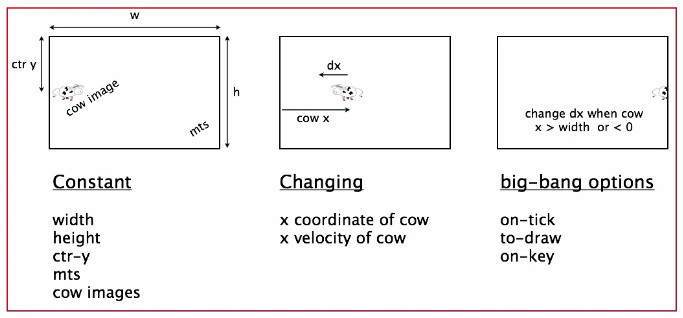 w
ctr y
cow image
mts
h
dx
cow x
change dx when cow
x > width or < 0
Constant
width
height
ctr-y
mts
cow images
Changing
x coordinate of cow
x velocity of cow
big-bang options
on-tick
to-draw
on-key